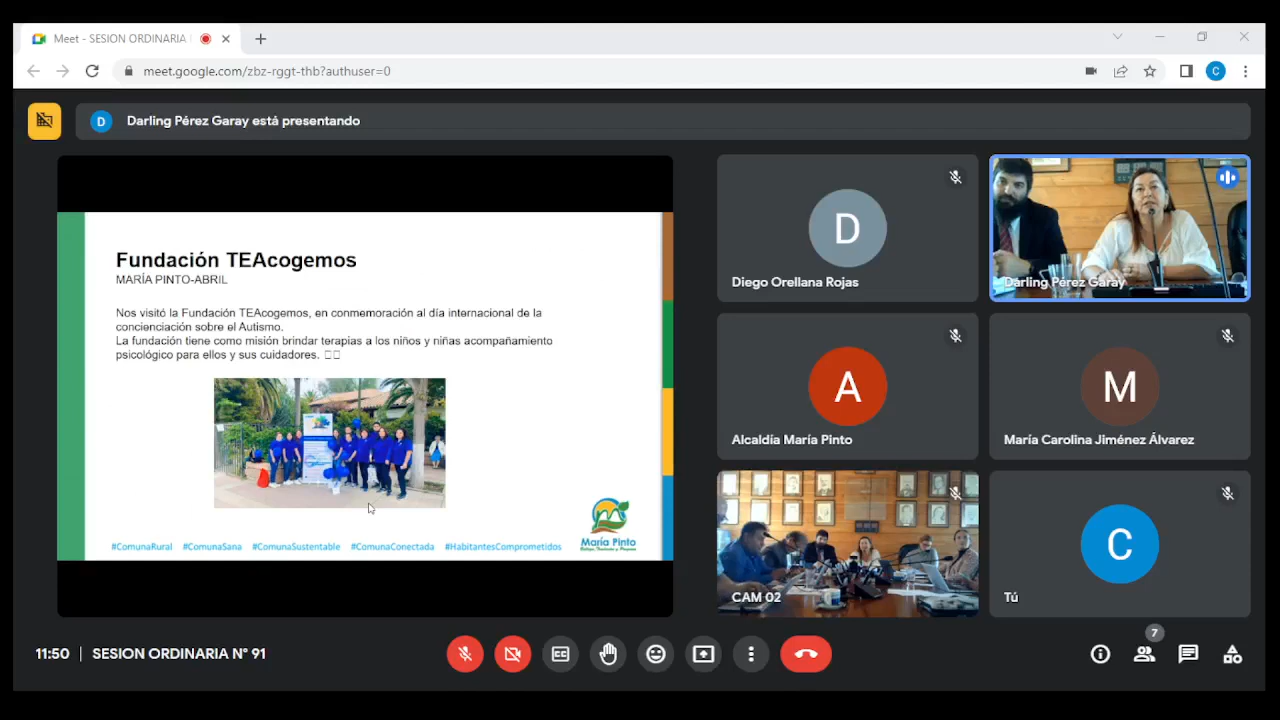 Meet - SESION ORDINARIA
meet.google.com/zbz-rggt-thb?authuser=0
C
D
Darling Pérez Garay está presentando
Fundación TEAcogemos
MARÍA PINTO-ABRIL
Nos visitó la Fundación TEAcogemos, en conmemoración al día internacional de la
concienciación sobre el Autismo.
La fundación tiene como misión brindar terapias a los niños y niñas acompañamiento
psicológico para ellos y sus cuidadores.
María Pinto
#ComunaRural #ComunaSana #ComunaSustentable #ComunaConectada #HabitantesComprometidos
D
Diego Orellana Rojas
Darling Pérez Garay
A
Alcaldía María Pinto
M
María Carolina Jiménez Álvarez
CAM 02
C
Tú
11:50 | SESION ORDINARIA N° 91
CC
7